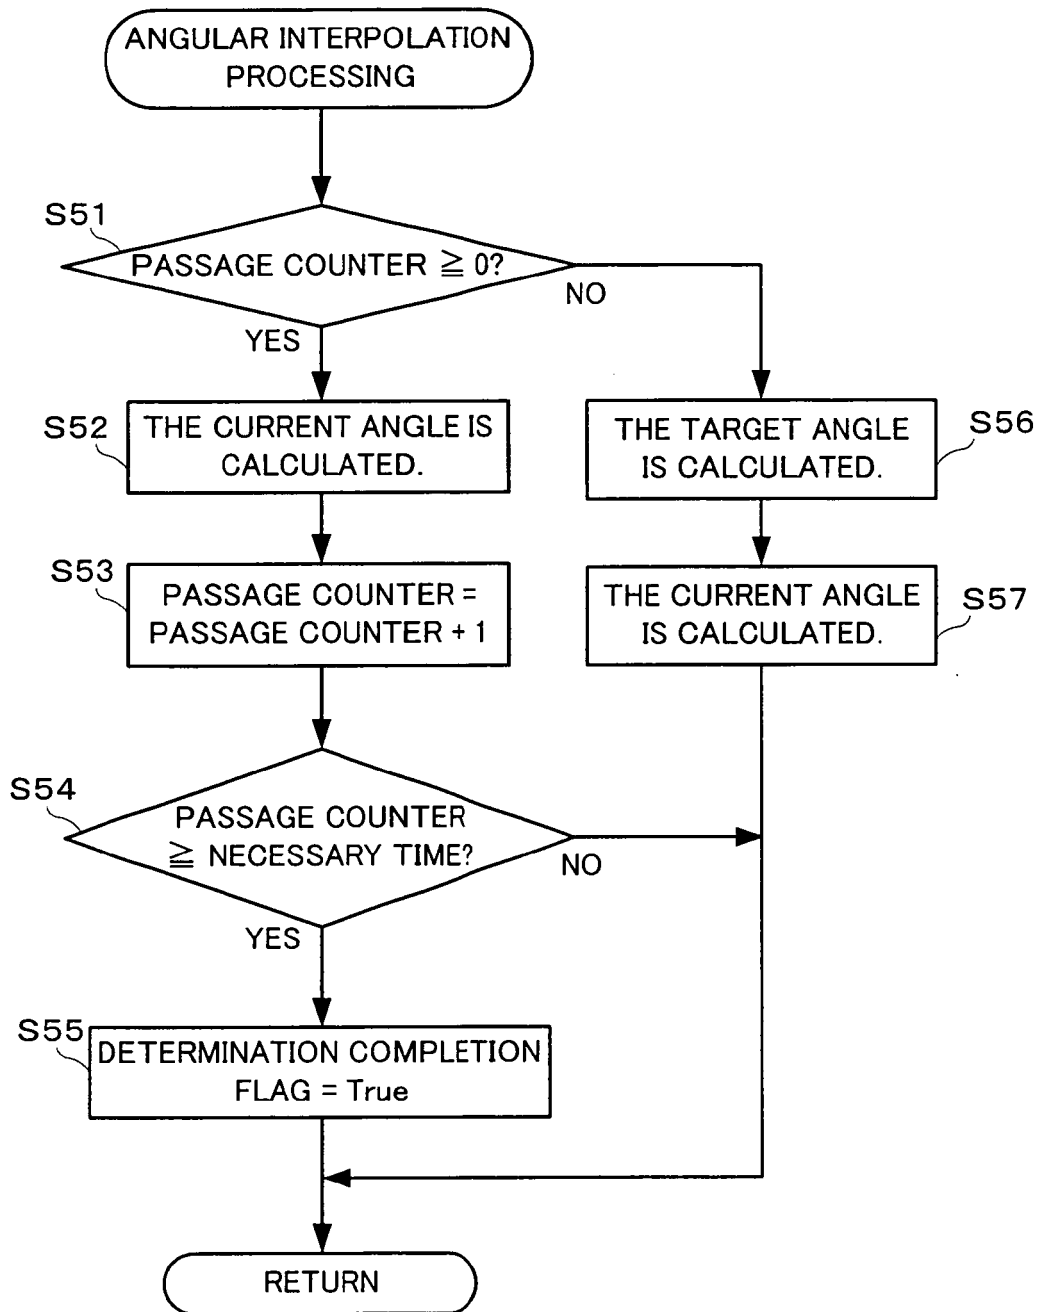 ANGULAR INTERPOLATION
PROCESSING
S51
PASSAGE COUNTER ≧ 0?
NO
YES
S52
THE CURRENT ANGLE IS
CALCULATED.
THE TARGET ANGLE
IS CALCULATED.
S56
S53
PASSAGE COUNTER =
PASSAGE COUNTER + 1
THE CURRENT ANGLE
IS CALCULATED.
S57
S54
PASSAGE COUNTER
≧ NECESSARY TIME?
NO
YES
S55
DETERMINATION COMPLETION
FLAG = True
RETURN